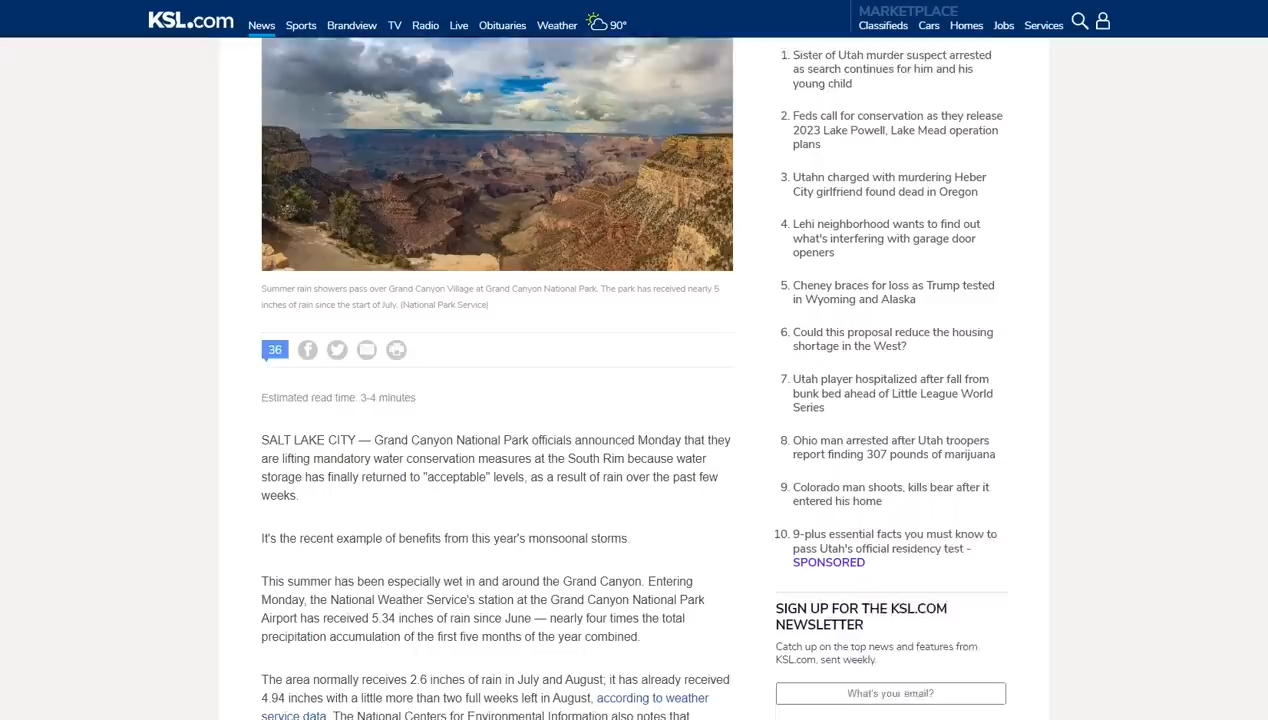 KSL.com News Sports Brandview TV Radio Live Obituaries Weather 90°
MARKETPLACE
Classifieds Cars Homes Jobs Services
Summer rain showers pass over Grand Canyon Village at Grand Canyon National Park. The park has received nearly 5
inches of rain since the start of July. (National Park Service)
36
Estimated read time: 3-4 minutes
SALT LAKE CITY — Grand Canyon National Park officials announced Monday that they
are lifting mandatory water conservation measures at the South Rim because water
storage has finally returned to "acceptable" levels, as a result of rain over the past few
weeks.
It's the recent example of benefits from this year's monsoonal storms.
This summer has been especially wet in and around the Grand Canyon. Entering
Monday, the National Weather Service's station at the Grand Canyon National Park
Airport has received 5.34 inches of rain since June — nearly four times the total
precipitation accumulation of the first five months of the year combined.
The area normally receives 2.6 inches of rain in July and August; it has already received
4.94 inches with a little more than two full weeks left in August, according to weather
service data. The National Centers for Environmental Information also notes that
1. Sister of Utah murder suspect arrested
as search continues for him and his
young child
2. Feds call for conservation as they release
2023 Lake Powell, Lake Mead operation
plans
3. Utahn charged with murdering Heber
City girlfriend found dead in Oregon
4. Lehi neighborhood wants to find out
what's interfering with garage door
openers
5. Cheney braces for loss as Trump tested
in Wyoming and Alaska
6. Could this proposal reduce the housing
shortage in the West?
7. Utah player hospitalized after fall from
bunk bed ahead of Little League World
Series
8. Ohio man arrested after Utah troopers
report finding 307 pounds of marijuana
9. Colorado man shoots, kills bear after it
entered his home
10. 9-plus essential facts you must know to
pass Utah's official residency test -
SPONSORED
SIGN UP FOR THE KSL.COM
NEWSLETTER
Catch up on the top news and features from
KSL.com, sent weekly.
What's your email?